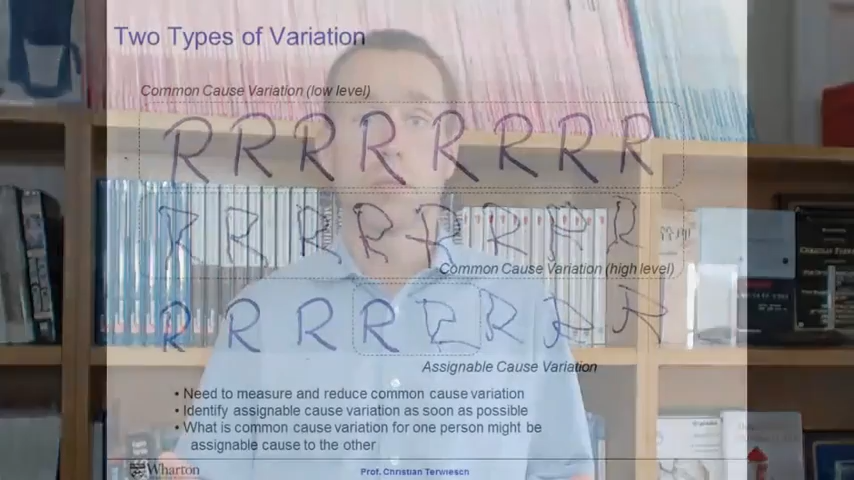 Two Types of Variation
Common Cause Variation (low level)
R R R R R R R R
R R R R R R R R
Common Cause Variation (high level)
R R R R R R R R
Assignable Cause Variation
• Need to measure and reduce common cause variation
• Identify assignable cause variation as soon as possible
• What is common cause variation for one person might be
assignable cause to the other
Wharton
Prof. Christian Terwiesch